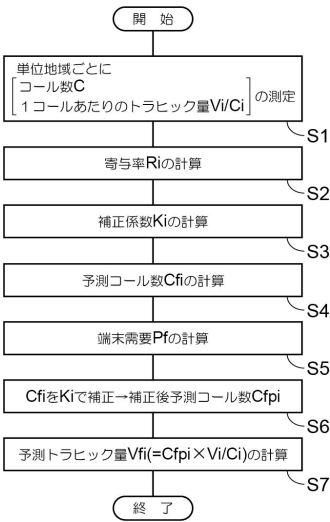 開 始
単位地域ごとに
コール数C
1コールあたりのトラヒック量Vi/Ci
の測定
S1
寄与率Riの計算
S2
補正係数Kiの計算
S3
予測コール数Cfiの計算
S4
端末需要Pfの計算
S5
CfiをKiで補正→補正後予測コール数Cfpi
S6
予測トラヒック量Vfi(=Cfpi×Vi/Ci)の計算
S7
終 了